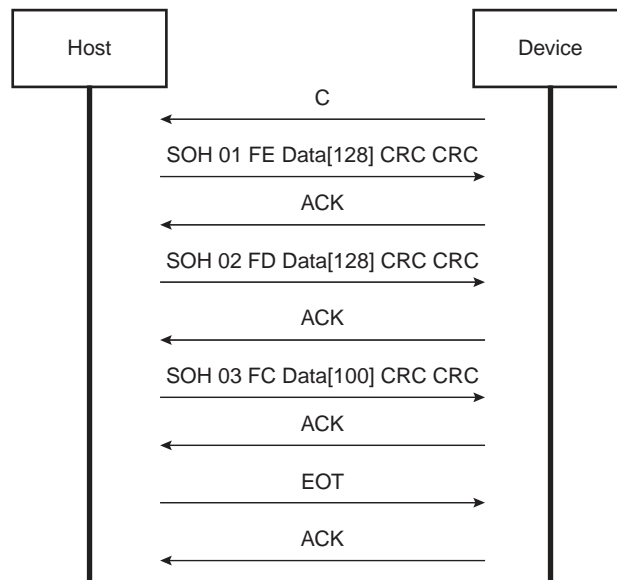 Host
Device
C
SOH 01 FE Data[128] CRC CRC
ACK
SOH 02 FD Data[128] CRC CRC
ACK
SOH 03 FC Data[100] CRC CRC
ACK
EOT
ACK